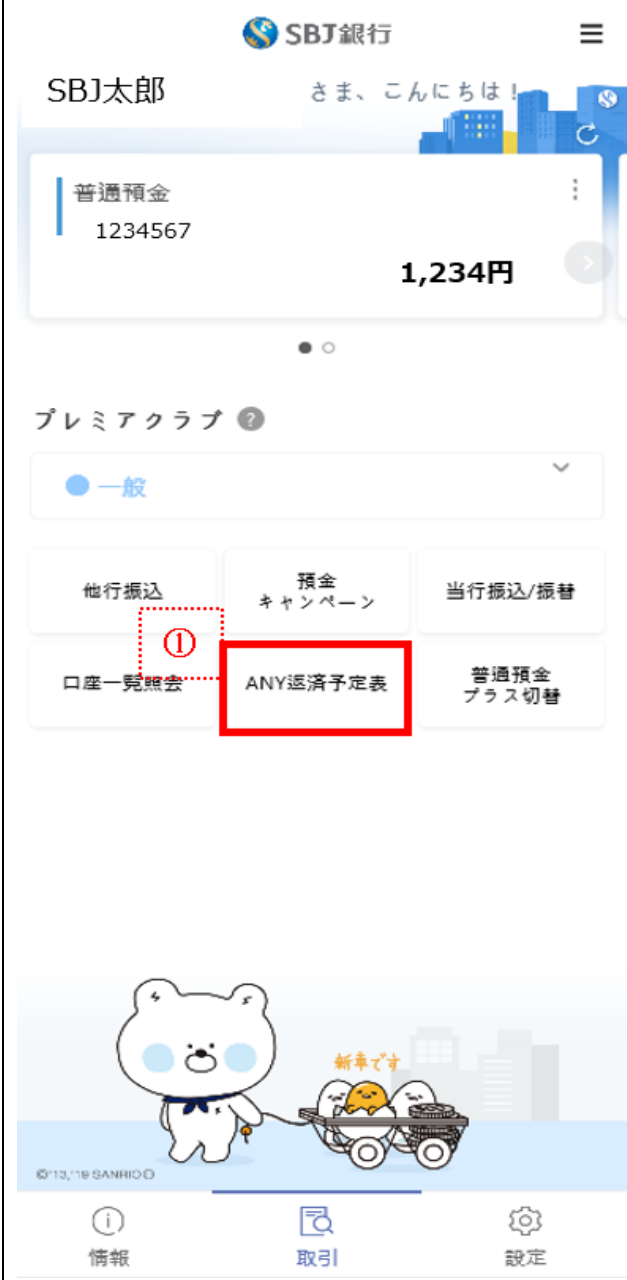 SBJ銀行
SBJ太郎 さま、こんにちは!
普通預金
1234567
1,234円
プレミアクラブ ?
一般
他行振込
預金
キャンペーン
当行振込/振替
①
口座一覧照会
ANY返済予定表
普通預金
プラス切替
新車です
©'13,'19 SANRIO
情報
取引
設定